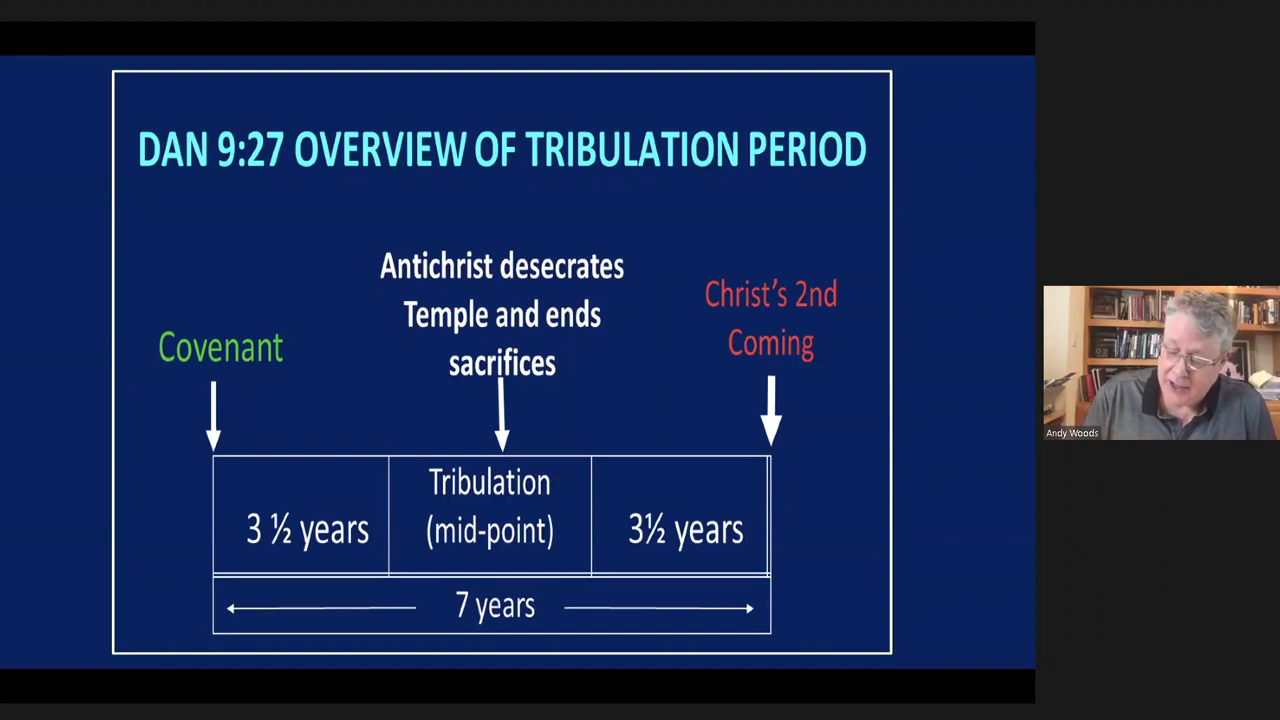 DAN 9:27 OVERVIEW OF TRIBULATION PERIOD
Antichrist desecrates
Temple and ends
sacrifices
Covenant
Christ’s 2nd
Coming
3 ½ years
Tribulation
(mid-point)
3½ years
7 years
Andy Woods